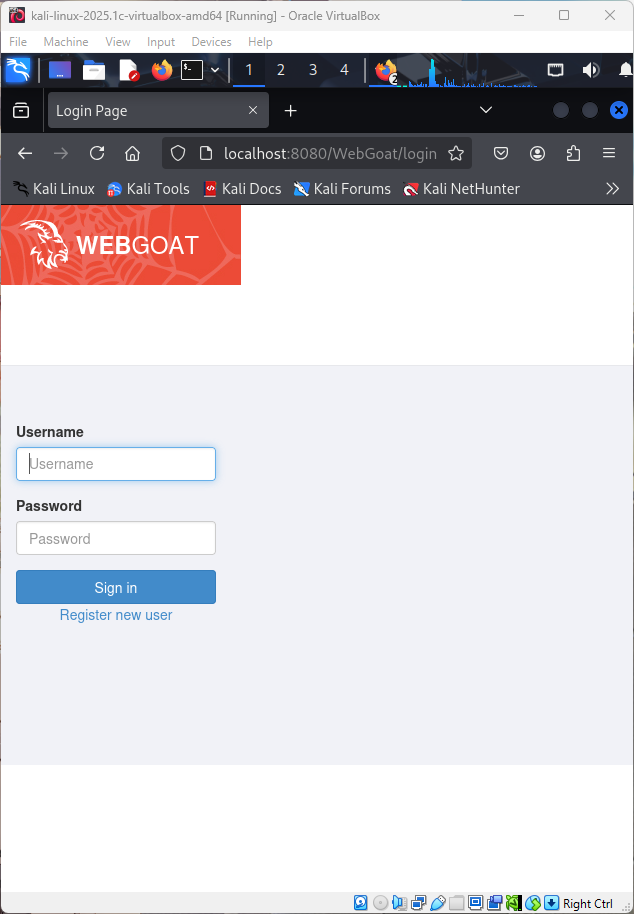 kali-linux-2025.1c-virtualbox-amd64 [Running] - Oracle VirtualBox
File Machine View Input Devices Help
1 2 3 4 2
Login Page
localhost:8080/WebGoat/login
Kali Linux Kali Tools Kali Docs Kali Forums Kali NetHunter
WEBGOAT
Username
Username
Password
Password
Sign in
Register new user
Right Ctrl